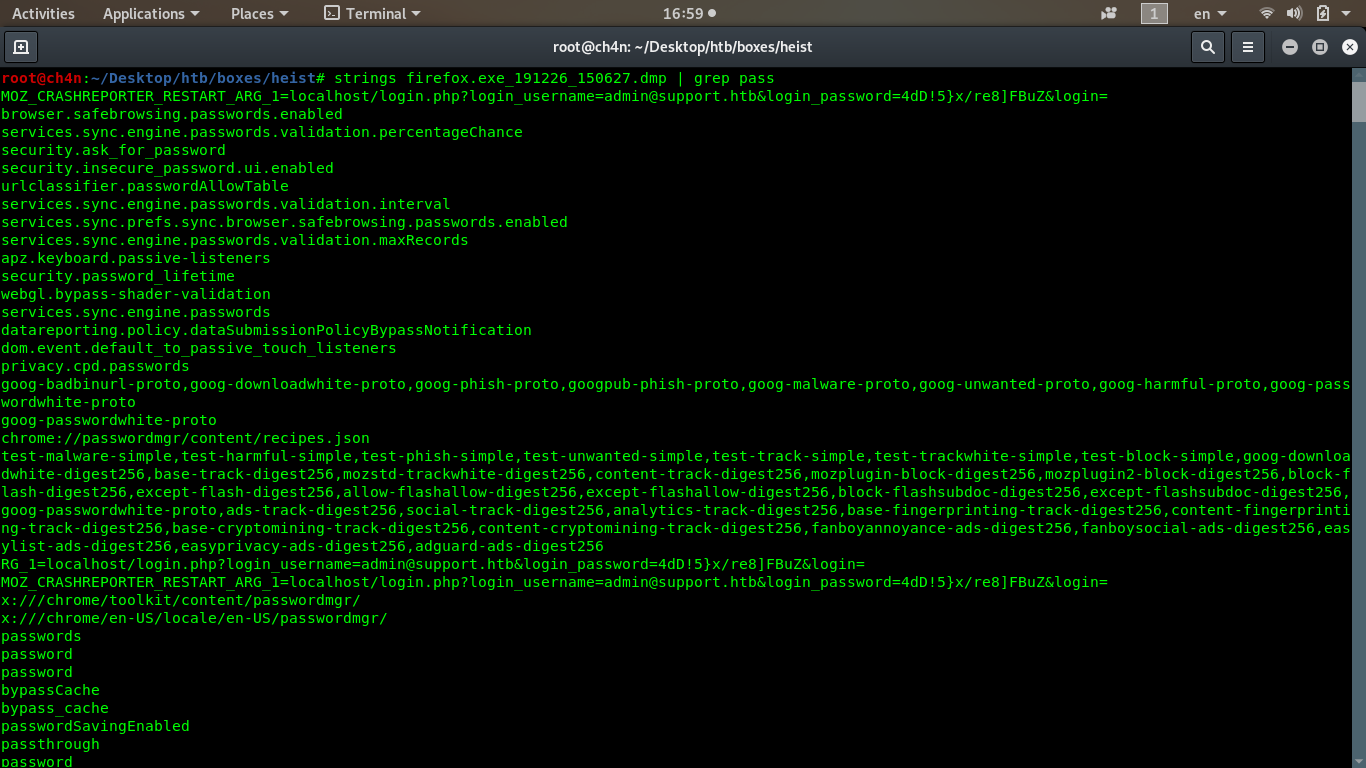 Activities Applications Places Terminal 16:59 1 en
root@ch4n: ~/Desktop/htb/boxes/heist
root@ch4n:~/Desktop/htb/boxes/heist# strings firefox.exe_191226_150627.dmp | grep pass
MOZ_CRASHREPORTER_RESTART_ARG_1=localhost/login.php?login_username=admin@support.htb&login_password=4dD!5}x/re8]FBuZ&login=
browser.safebrowsing.passwords.enabled
services.sync.engine.passwords.validation.percentageChance
security.ask_for_password
security.insecure_password.ui.enabled
urlclassifier.passwordAllowTable
services.sync.engine.passwords.validation.interval
services.sync.prefs.sync.browser.safebrowsing.passwords.enabled
services.sync.engine.passwords.validation.maxRecords
apz.keyboard.passive-listeners
security.password_lifetime
webgl.bypass-shader-validation
services.sync.engine.passwords
datareporting.policy.dataSubmissionPolicyBypassNotification
dom.event.default_to_passive_touch_listeners
privacy.cpd.passwords
goog-badbinurl-proto,goog-downloadwhite-proto,goog-phish-proto,googpub-phish-proto,goog-malware-proto,goog-unwanted-proto,goog-harmful-proto,goog-pass
wordwhite-proto
goog-passwordwhite-proto
chrome://passwordmgr/content/recipes.json
test-malware-simple,test-harmful-simple,test-phish-simple,test-unwanted-simple,test-track-simple,test-trackwhite-simple,test-block-simple,goog-downloa
dwhite-digest256,base-track-digest256,mozstd-trackwhite-digest256,content-track-digest256,mozplugin-block-digest256,mozplugin2-block-digest256,block-f
lash-digest256,except-flash-digest256,allow-flashallow-digest256,except-flashallow-digest256,block-flashsubdoc-digest256,except-flashsubdoc-digest256,
goog-passwordwhite-proto,ads-track-digest256,social-track-digest256,analytics-track-digest256,base-fingerprinting-track-digest256,content-fingerprinti
ng-track-digest256,base-cryptomining-track-digest256,content-cryptomining-track-digest256,fanboyannoyance-ads-digest256,fanboysocial-ads-digest256,eas
ylist-ads-digest256,easyprivacy-ads-digest256,adguard-ads-digest256
RG_1=localhost/login.php?login_username=admin@support.htb&login_password=4dD!5}x/re8]FBuZ&login=
MOZ_CRASHREPORTER_RESTART_ARG_1=localhost/login.php?login_username=admin@support.htb&login_password=4dD!5}x/re8]FBuZ&login=
x:///chrome/toolkit/content/passwordmgr/
x:///chrome/en-US/locale/en-US/passwordmgr/
passwords
password
password
bypassCache
bypass_cache
passwordSavingEnabled
passthrough
password